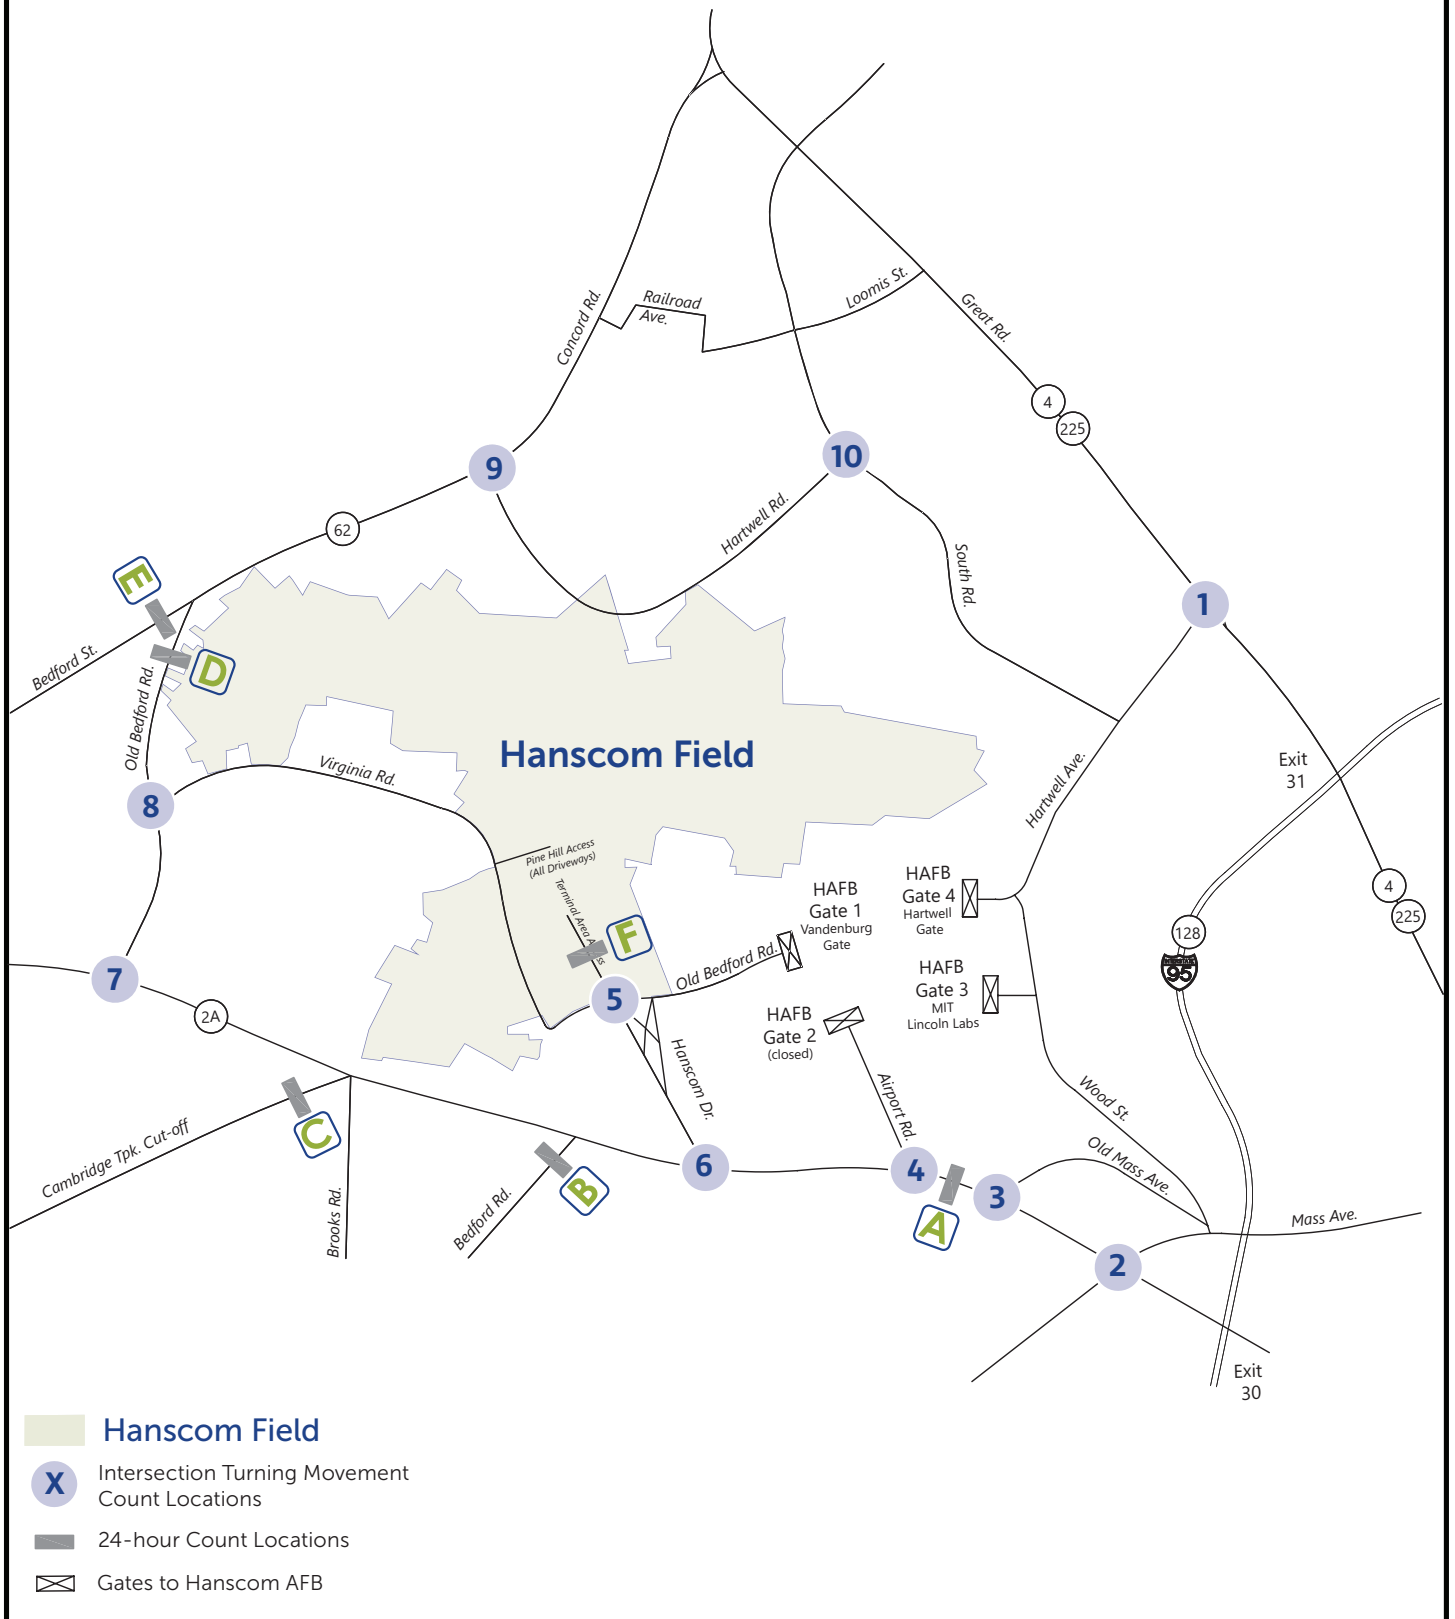 Concord Rd.
Railroad
Ave.
Loomis St.
Great Rd.
4
225
9
10
62
Hartwell Rd.
South Rd.
1
E
D
Bedford St.
Old Bedford Rd.
Hanscom Field
Virginia Rd.
8
Hartwell Ave.
Exit
31
Pine Hill Access
(All Driveways)
Terminal Area
F
HAFB
Gate 1
Vandenburg
Gate
HAFB
Gate 4
Hartwell
Gate
4
225
128
95
Old Bedford Rd.
7
5
2A
HAFB
Gate 3
MIT
Lincoln Labs
HAFB
Gate 2
(closed)
Hanscom Dr.
Airport Rd.
Wood St.
Old Mass Ave.
C
Cambridge Tpk. Cut-off
Brooks Rd.
Bedford Rd.
B
6
4
3
A
Mass Ave.
2
Exit
30
Hanscom Field
X
Intersection Turning Movement
Count Locations
24-hour Count Locations
Gates to Hanscom AFB